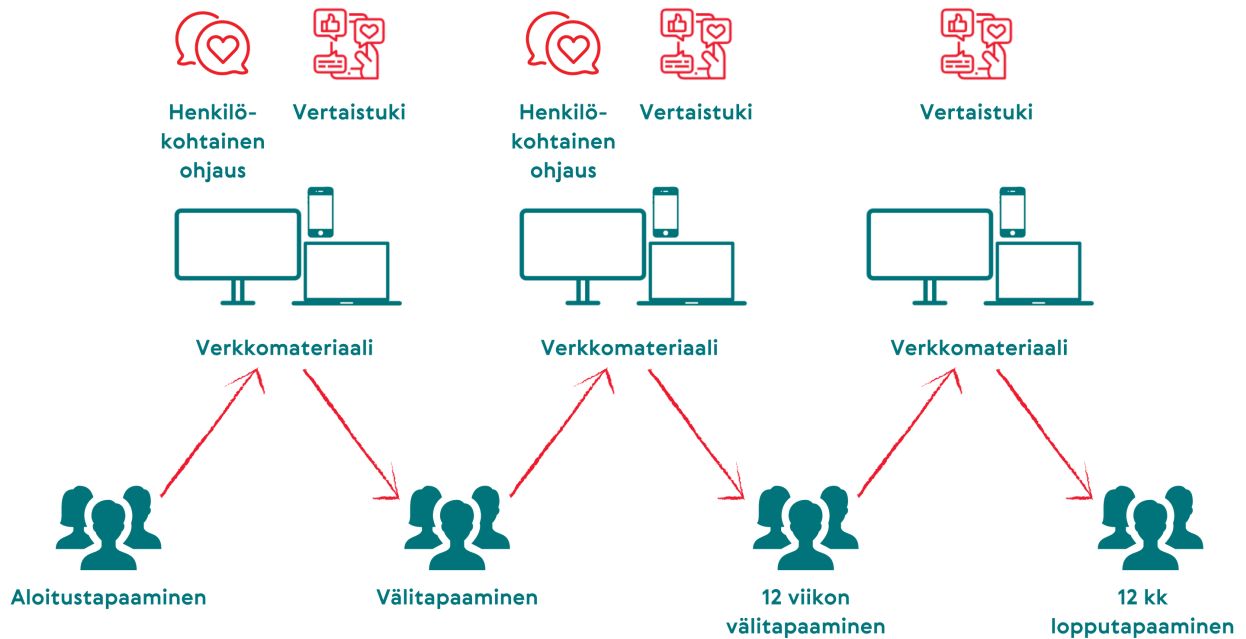 Henkilö-
kohtainen
ohjaus
Vertaistuki
Henkilö-
kohtainen
ohjaus
Vertaistuki
Vertaistuki
Verkkomateriaali
Verkkomateriaali
Verkkomateriaali
Aloitustapaaminen
Välitapaaminen
12 viikon
välitapaaminen
12 kk
lopputapaaminen